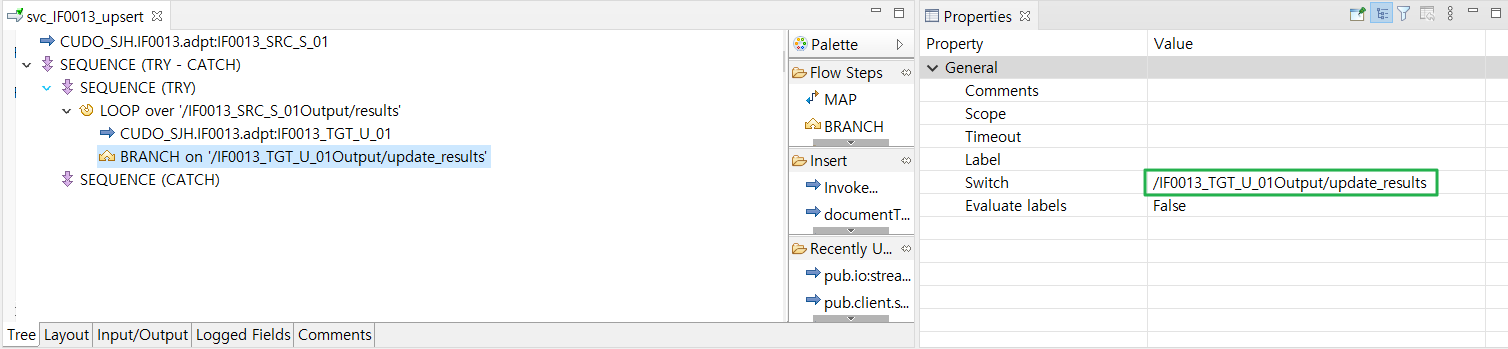 svc_IF0013_upsert
CUDO_SJH.IF0013.adpt:IF0013_SRC_S_01
SEQUENCE (TRY - CATCH)
SEQUENCE (TRY)
LOOP over '/IF0013_SRC_S_01Output/results'
CUDO_SJH.IF0013.adpt:IF0013_TGT_U_01
BRANCH on '/IF0013_TGT_U_01Output/update_results'
SEQUENCE (CATCH)
Tree Layout Input/Output Logged Fields Comments
Palette
Flow Steps
MAP
BRANCH
Insert
Invoke...
documentT...
Recently U...
pub.io:strea...
pub.client.s...
Properties
Property Value
General
Comments
Scope
Timeout
Label
Switch /IF0013_TGT_U_01Output/update_results
Evaluate labels False